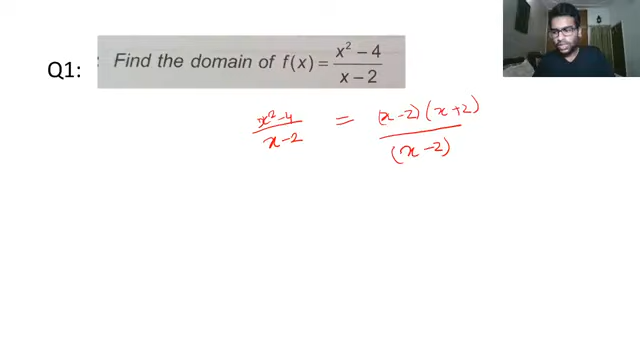 Q1: Find the domain of f(x) = x² − 4 / x − 2
x² − 4 / x − 2 = (x − 2)(x + 2) / (x − 2)